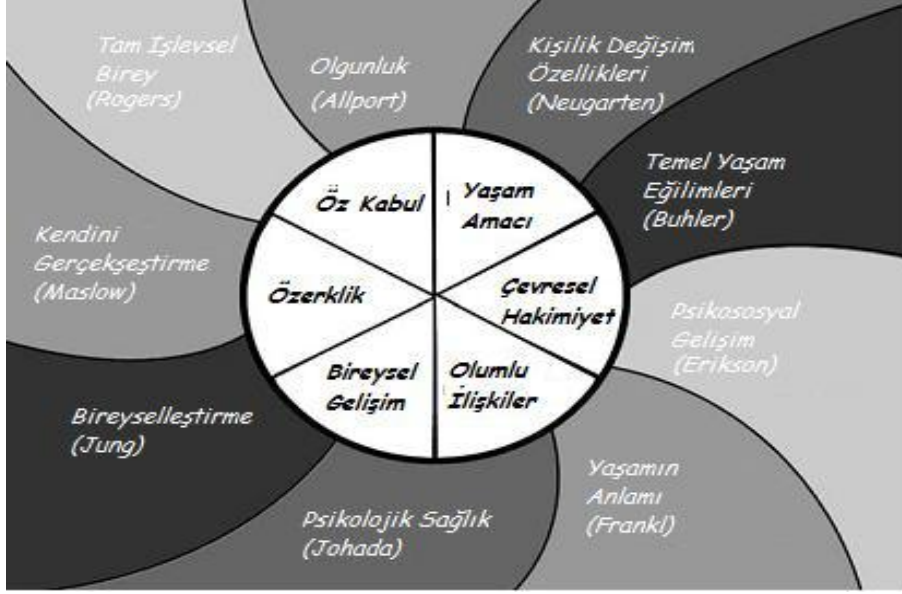 Tam İşlevsel
Birey
(Rogers)
Olgunluk
(Allport)
Kişilik Değişim
Özellikleri
(Neugarten)
Temel Yaşam
Eğilimleri
(Buhler)
Psikososyal
Gelişim
(Erikson)
Yaşamın
Anlamı
(Frankl)
Psikolojik Sağlık
(Johada)
Bireyselleştirme
(Jung)
Kendini
Gerçekşeştirme
(Maslow)
Öz Kabul
Yaşam
Amacı
Çevresel
Hakimiyet
Olumlu
İlişkiler
Bireysel
Gelişim
Özerklik